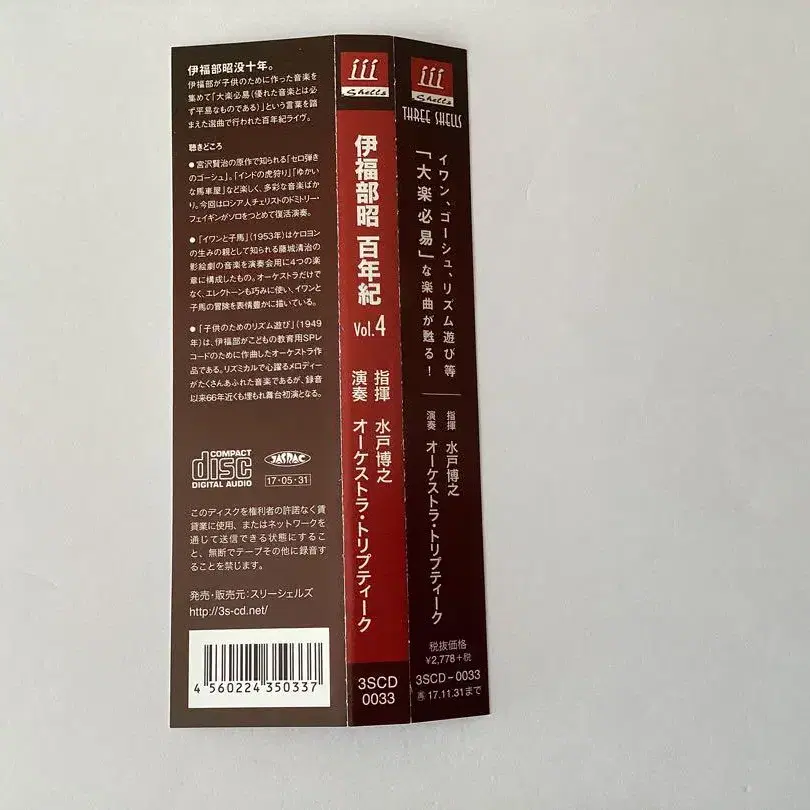 伊福部昭没十年。
伊福部が子供のために作った音楽を
集めて「大楽必易(優れた音楽とは必
ず平易なものである)」という言葉を踏
まえた選曲で行われた百年紀ライヴ。
聴きどころ
● 宮沢賢治の原作で知られる「セロ弾き
のゴーシュ」。「インドの虎狩り」「ゆかい
な馬車屋」など楽しく、多彩な音楽ばか
り。今回はロシア人チェリストのドミトリー・
フェイギンがソロをつとめて復活演奏。
● 「イワンと子馬」(1953年)はケロヨン
の生みの親として知られる藤城清治の
影絵劇の音楽を演奏会用に4つの楽
章に構成したもの。オーケストラだけで
なく、エレクトーンも巧みに使い、イワンと
子馬の冒険を表情豊かに描いている。
● 「子供のためのリズム遊び」(1949
年)は、伊福部がこどもの教育用SPレ
コードのために作曲したオーケストラ作
品である。リズミカルで心躍るメロディー
がたくさんあふれた音楽であるが、録音
以来66年近くも埋もれ舞台初演となる。
COMPACT
disc
DIGITAL AUDIO
JASRAC
17・05・31
このディスクを権利者の許諾なく賃
貸業に使用、またはネットワークを
通じて送信できる状態にするこ
と、無断でテープその他に録音す
ることを禁じます。
発売・販売元:スリーシェルズ
http://3s-cd.net/
4 560224 350337
Shells
伊福部昭 百年紀
Vol.4
指揮 水戸博之
演奏 オーケストラ・トリプティーク
3SCD
0033
Shells
THREE SHELLS
イワン、ゴーシュ、リズム遊び等
「大楽必易」な楽曲が甦る!
指揮 水戸博之
演奏 オーケストラ・トリプティーク
税抜価格
¥2,778+税
3SCD-0033
再 17.11.31まで